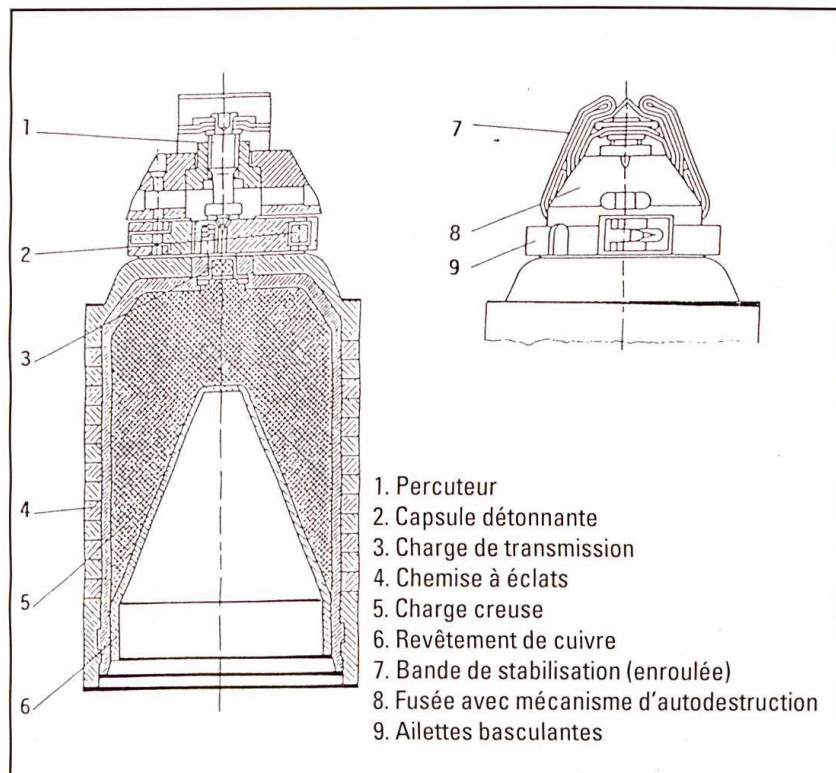 1
2
3
4
5
6
7
8
9
1. Percuteur
2. Capsule détonnante
3. Charge de transmission
4. Chemise à éclats
5. Charge creuse
6. Revêtement de cuivre
7. Bande de stabilisation (enroulée)
8. Fusée avec mécanisme d'autodestruction
9. Ailettes basculantes